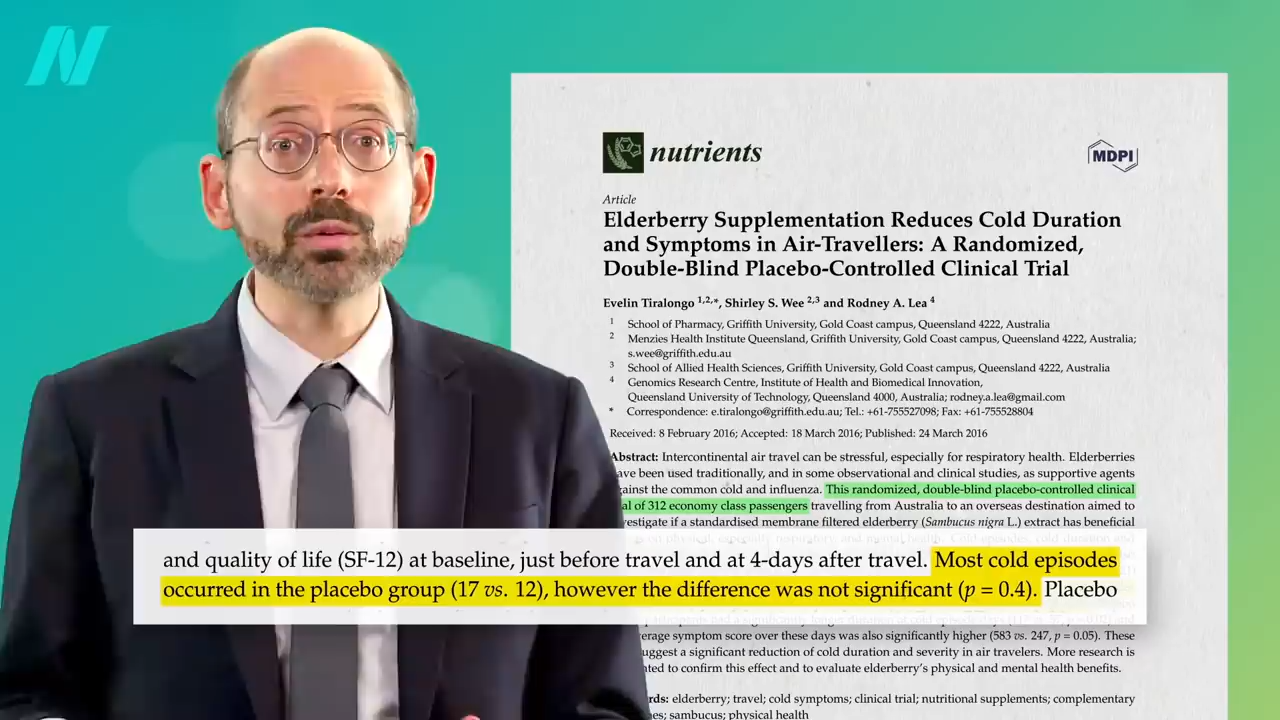 nutrients
MDPI
Article
Elderberry Supplementation Reduces Cold Duration
and Symptoms in Air-Travellers: A Randomized,
Double-Blind Placebo-Controlled Clinical Trial
Evelin Tiralongo 1,2,*, Shirley S. Wee 2,3 and Rodney A. Lea 4
1 School of Pharmacy, Griffith University, Gold Coast campus, Queensland 4222, Australia
2 Menzies Health Institute Queensland, Griffith University, Gold Coast campus, Queensland 4222, Australia;
s.wee@griffith.edu.au
3 School of Allied Health Sciences, Griffith University, Gold Coast campus, Queensland 4222, Australia
4 Genomics Research Centre, Institute of Health and Biomedical Innovation,
Queensland University of Technology, Queensland 4000, Australia; rodney.a.lea@gmail.com
* Correspondence: e.tiralongo@griffith.edu.au; Tel.: +61-755527098; Fax: +61-755528804
Received: 8 February 2016; Accepted: 18 March 2016; Published: 24 March 2016
Abstract: Intercontinental air travel can be stressful, especially for respiratory health. Elderberries
have been used traditionally, and in some observational and clinical studies, as supportive agents
against the common cold and influenza. This randomized, double-blind placebo-controlled clinical
of 312 economy class passengers travelling from Australia to an overseas destination aimed to
if a standardised membrane filtered elderberry (Sambucus nigra L.) extract has beneficial
and quality of life (SF-12) at baseline, just before travel and at 4-days after travel. Most cold episodes
occurred in the placebo group (17 vs. 12), however the difference was not significant (p = 0.4). Placebo
symptom score over these days was also significantly higher (583 vs. 247, p = 0.05). These
a significant reduction of cold duration and severity in air travelers. More research is
to confirm this effect and to evaluate elderberry's physical and mental health benefits.
elderberry; travel; cold symptoms; clinical trial; nutritional supplements; complementary
sambucus; physical health